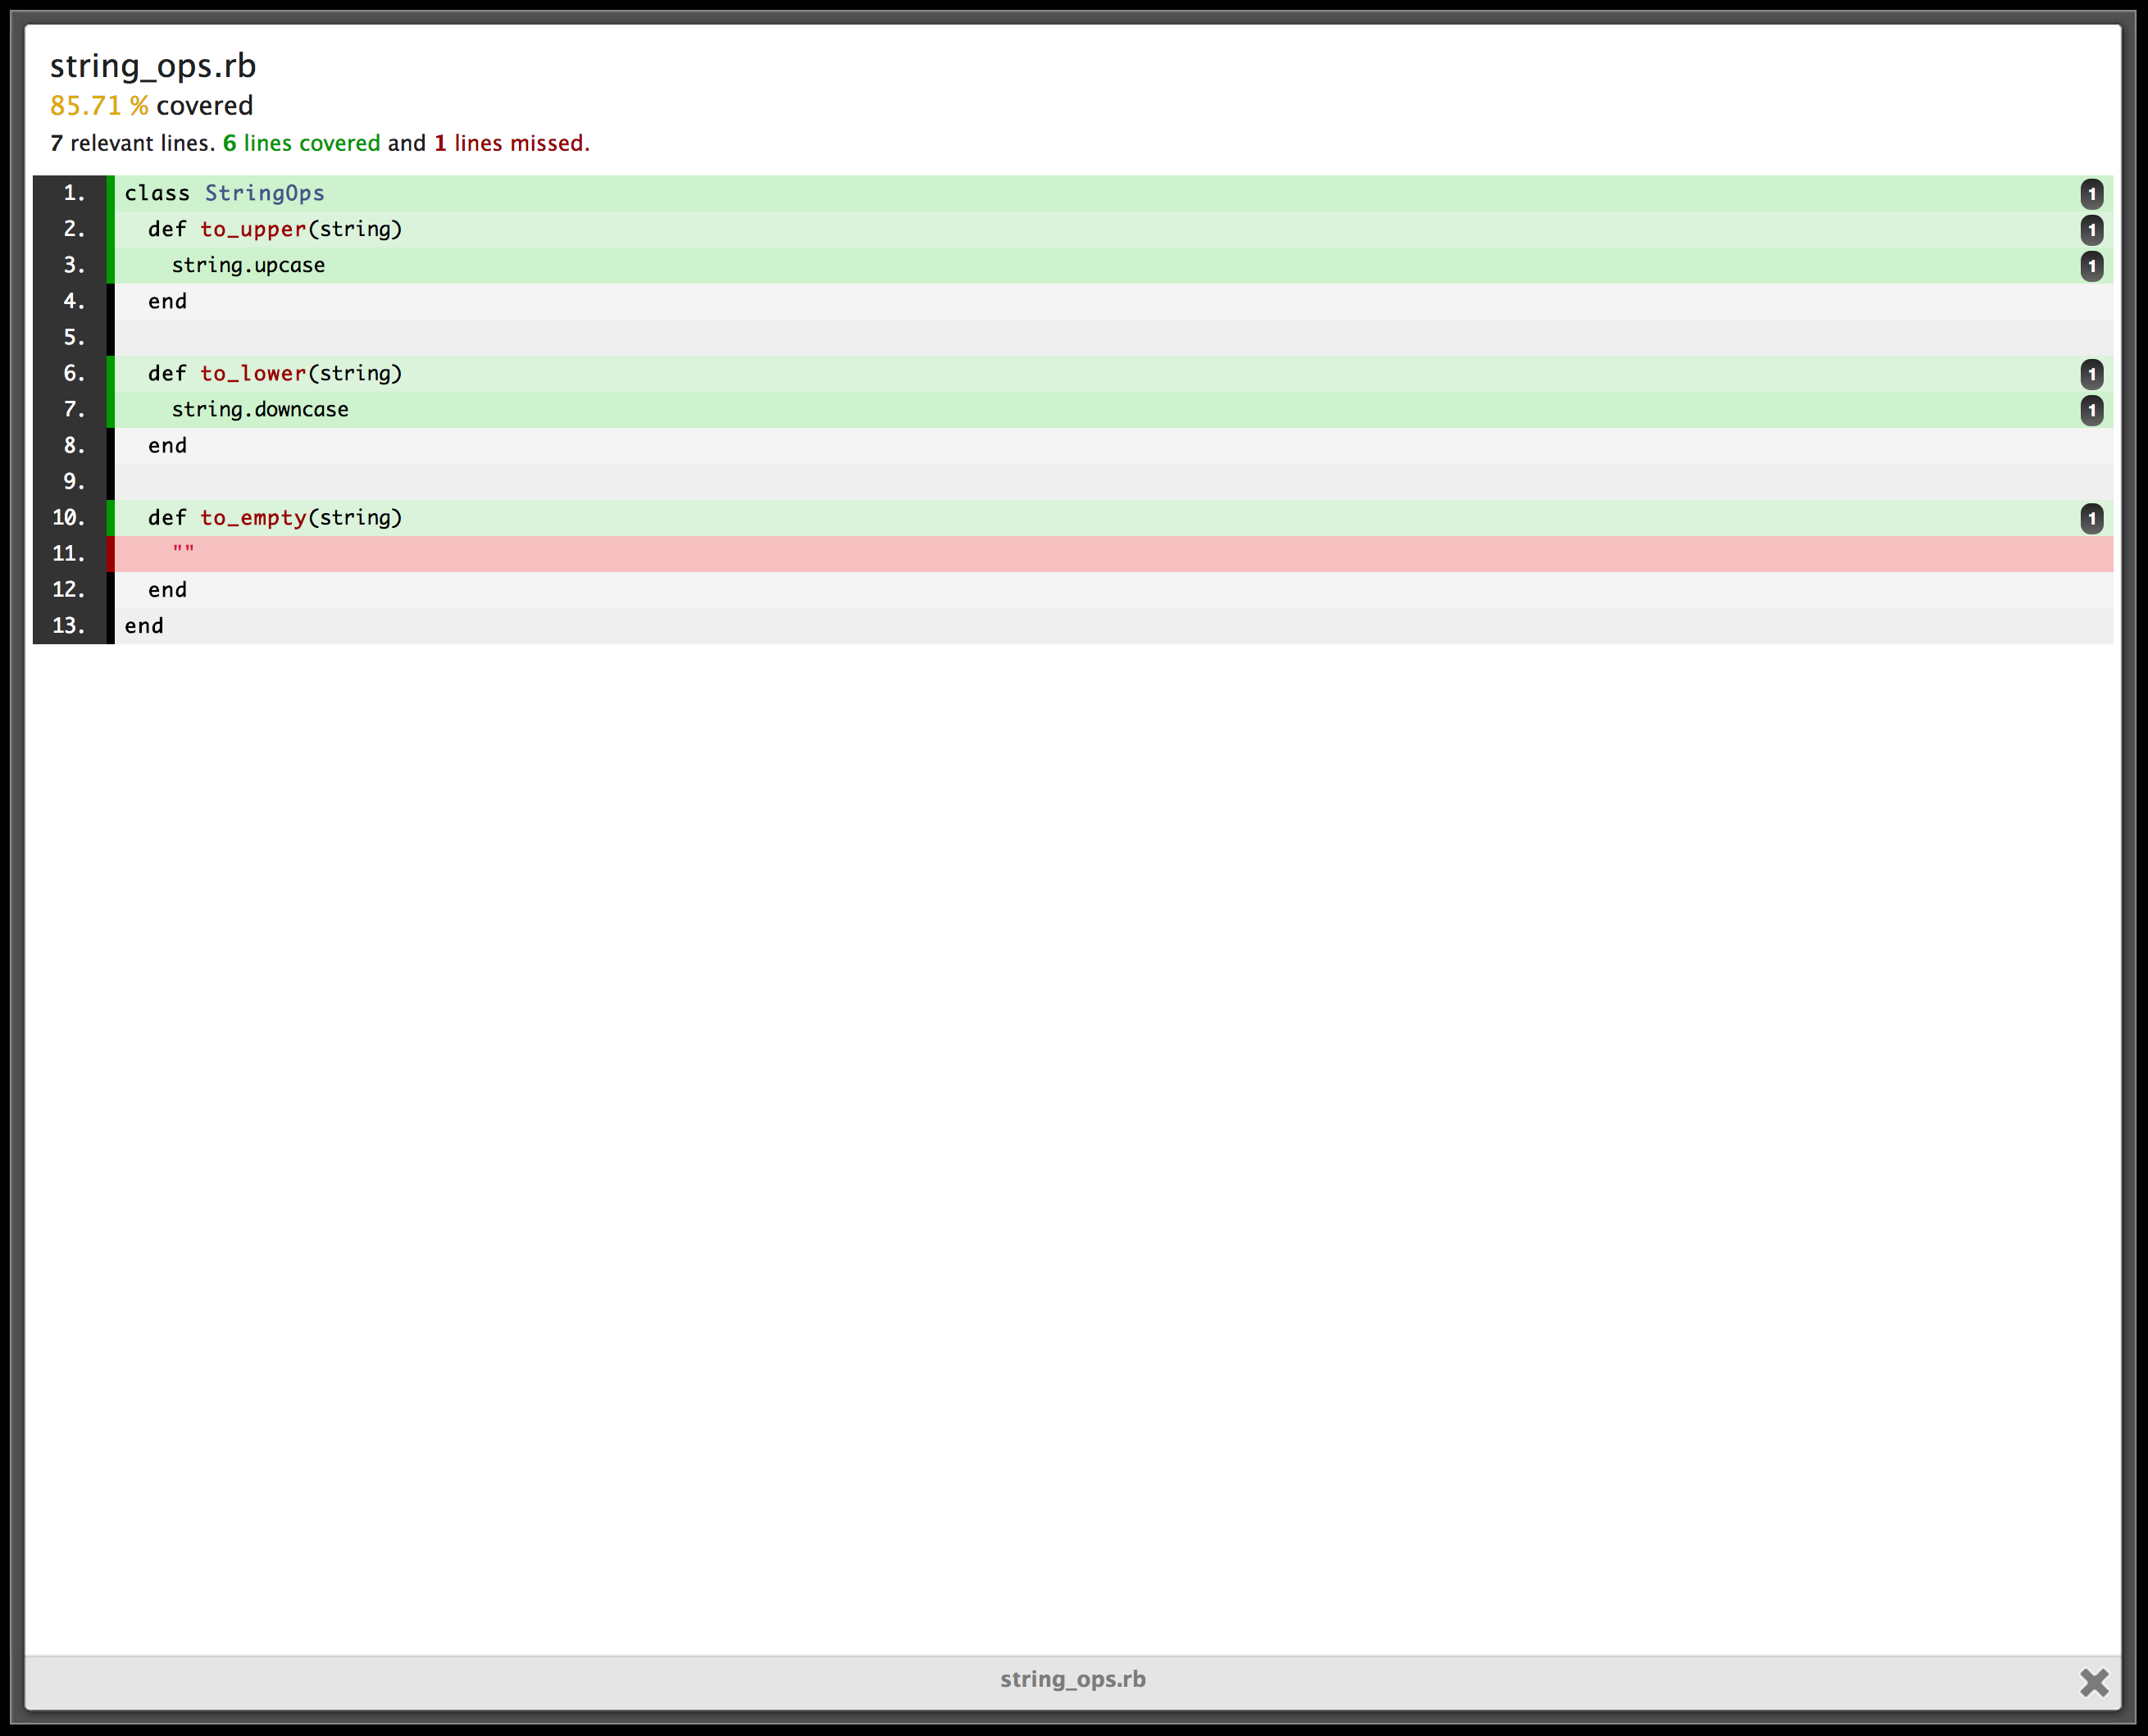 string_ops.rb
85.71 % covered
7 relevant lines. 6 lines covered and 1 lines missed.
1. class StringOps 1
2.   def to_upper(string) 1
3.     string.upcase 1
4.   end
5.
6.   def to_lower(string) 1
7.     string.downcase 1
8.   end
9.
10.   def to_empty(string) 1
11.     ""
12.   end
13. end
string_ops.rb